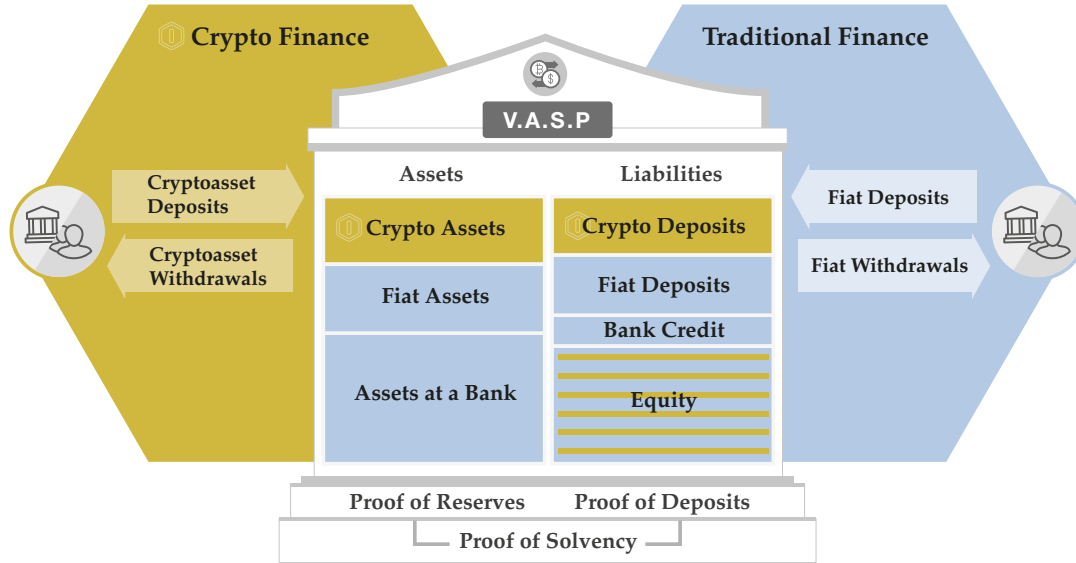 Crypto Finance
Traditional Finance
V.A.S.P
Assets
Liabilities
Cryptoasset
Deposits
Cryptoasset
Withdrawals
Crypto Assets
Fiat Assets
Assets at a Bank
Crypto Deposits
Fiat Deposits
Bank Credit
Equity
Fiat Deposits
Fiat Withdrawals
Proof of Reserves
Proof of Deposits
Proof of Solvency